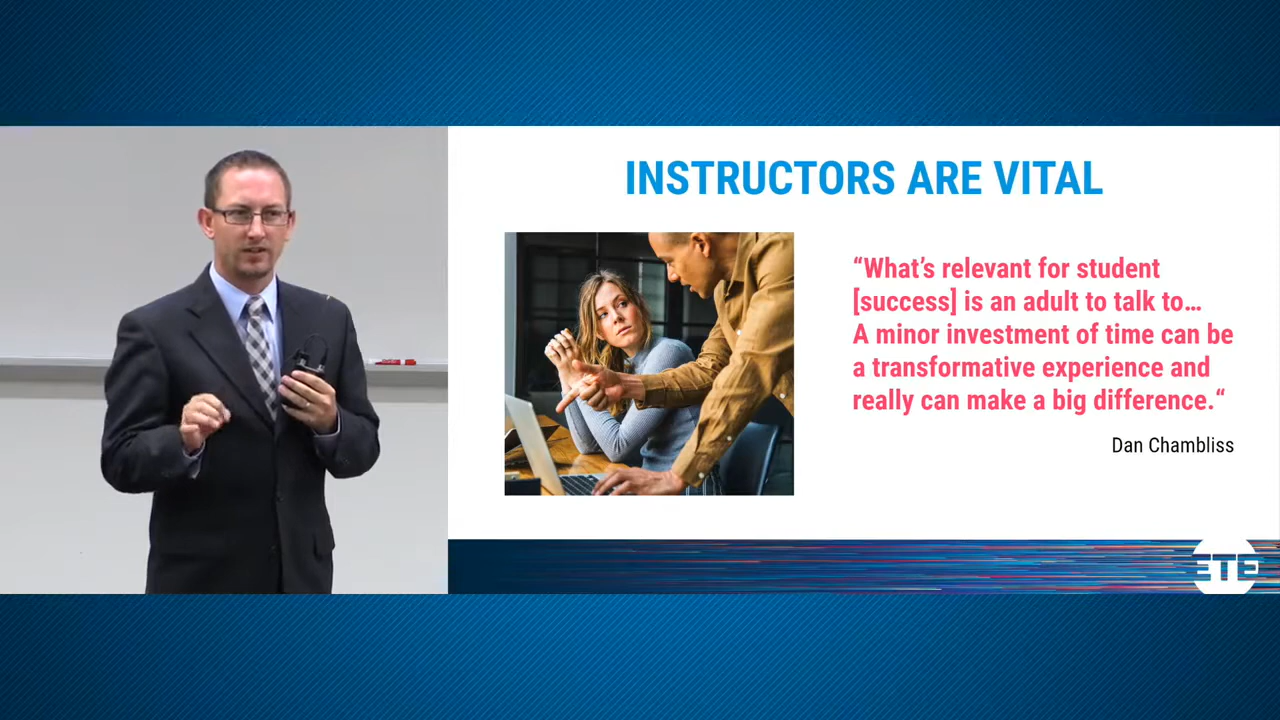 INSTRUCTORS ARE VITAL
“What’s relevant for student
[success] is an adult to talk to…
A minor investment of time can be
a transformative experience and
really can make a big difference.“
Dan Chambliss
ETE